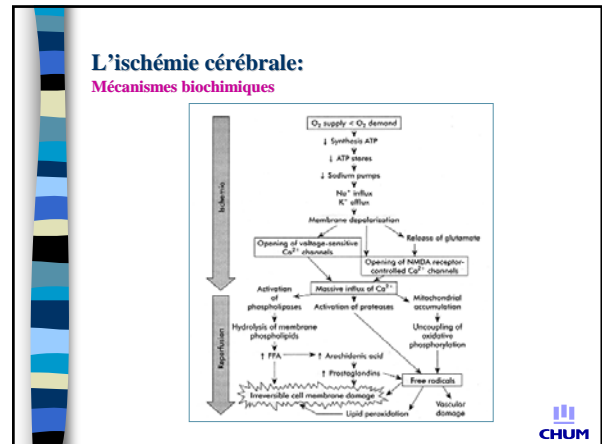 L'ischémie cérébrale:
Mécanismes biochimiques
O₂ supply < O₂ demand
↓ Synthesis ATP
↓ ATP stores
↓ Sodium pumps
Na⁺ influx
K⁺ efflux
Membrane depolarization
Release of glutamate
Opening of voltage-sensitive
Ca²⁺ channels
Opening of NMDA receptor-
controlled Ca²⁺ channels
Ischemia
Massive influx of Ca²⁺
Activation
of
phospholipases
Activation of proteases
Mitochondrial
accumulation
Hydrolysis of membrane
phospholipids
Uncoupling of
oxidative
phosphorylation
↑ FFA
↑ Arachidonic acid
↑ Prostaglandins
Free radicals
Irreversible cell membrane damage
Lipid peroxidation
Vascular
damage
Reperfusion
CHUM